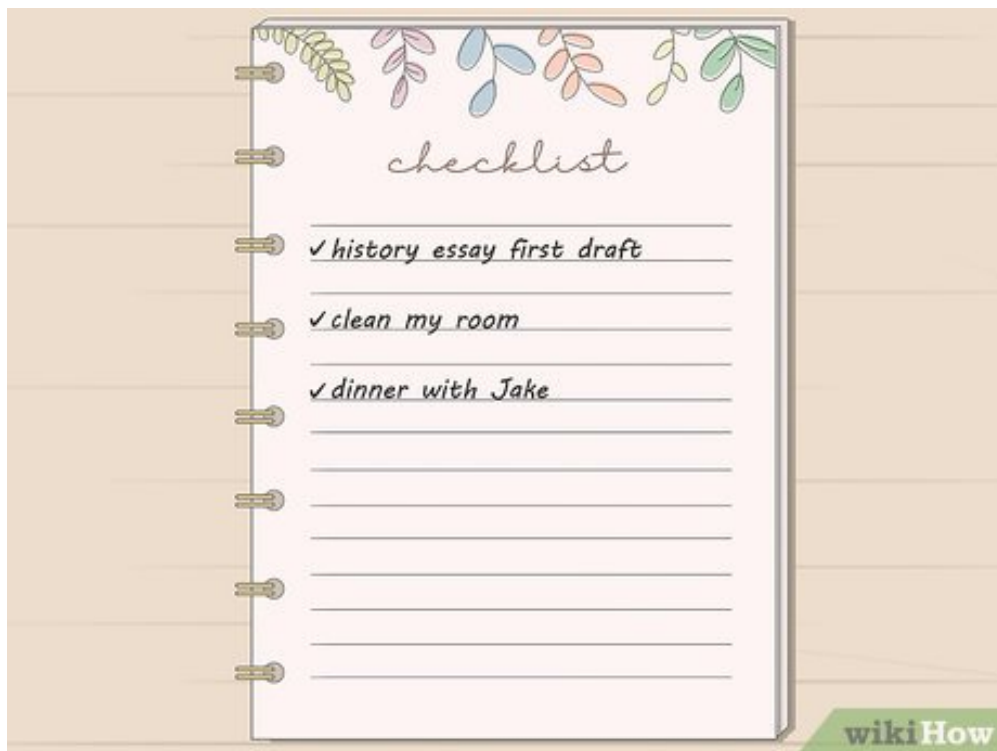 checklist
✓ history essay first draft
✓ clean my room
✓ dinner with Jake
wikiHow